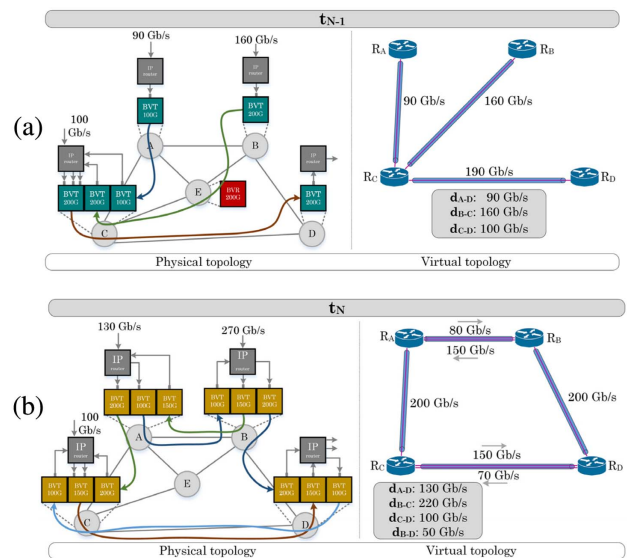 tN-1
(a)
90 Gb/s
160 Gb/s
IP
router
IP
router
BVT
100G
BVT
200G
100
Gb/s
IP
router
IP
router
A
B
E
BVR
200G
BVT
200G
BVT
200G
BVT
100G
BVT
200G
C
D
Physical topology
RA
RB
90 Gb/s
160 Gb/s
RC
190 Gb/s
RD
dA-D: 90 Gb/s
dB-C: 160 Gb/s
dC-D: 100 Gb/s
Virtual topology
tN
(b)
130 Gb/s
270 Gb/s
IP
router
IP
router
BVT
200G
BVT
100G
BVT
150G
BVT
100G
BVT
150G
BVT
200G
100
Gb/s
IP
router
IP
router
A
B
E
BVT
100G
BVT
150G
BVT
200G
BVT
200G
BVT
150G
BVT
100G
C
D
Physical topology
RA
80 Gb/s
RB
150 Gb/s
200 Gb/s
200 Gb/s
RC
150 Gb/s
RD
70 Gb/s
dA-D: 130 Gb/s
dB-C: 220 Gb/s
dC-D: 100 Gb/s
dB-D: 50 Gb/s
Virtual topology